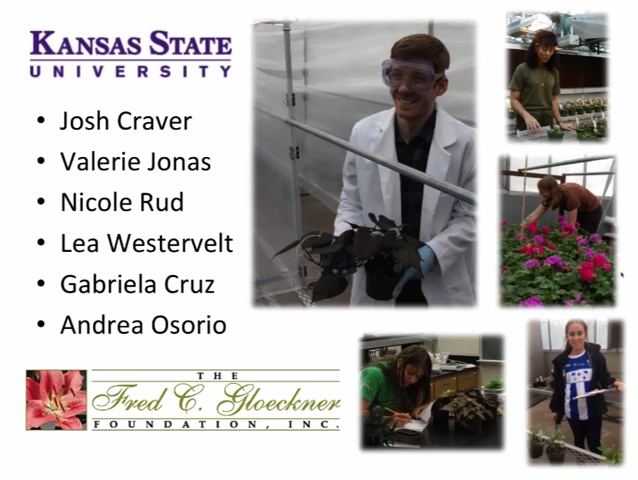 KANSAS STATE
UNIVERSITY
• Josh Craver
• Valerie Jonas
• Nicole Rud
• Lea Westervelt
• Gabriela Cruz
• Andrea Osorio
THE
Fred C. Gloeckner
FOUNDATION, INC.